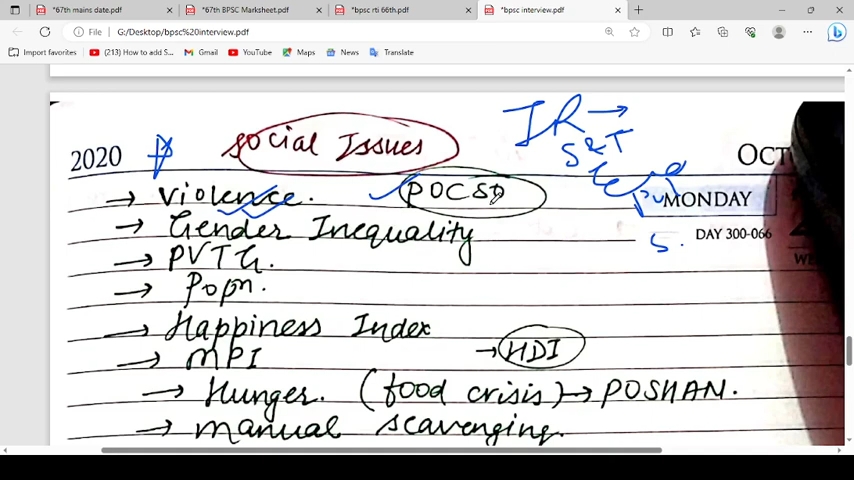 *67th mains date.pdf *67th BPSC Marksheet.pdf *bpsc rti 66th.pdf *bpsc interview.pdf
File G:/Desktop/bpsc%20interview.pdf
Import favorites (213) How to add S... Gmail YouTube Maps News Translate
IR →
S&T
2020 Social Issues OCT
→ Violence. POCSO MONDAY
→ Gender Inequality
S. DAY 300-066
→ PVTG.
→ Popn.
→ Happiness Index
→ MPI → HDI
→ Hunger. (food crisis) → POSHAN.
→ manual scavenging.